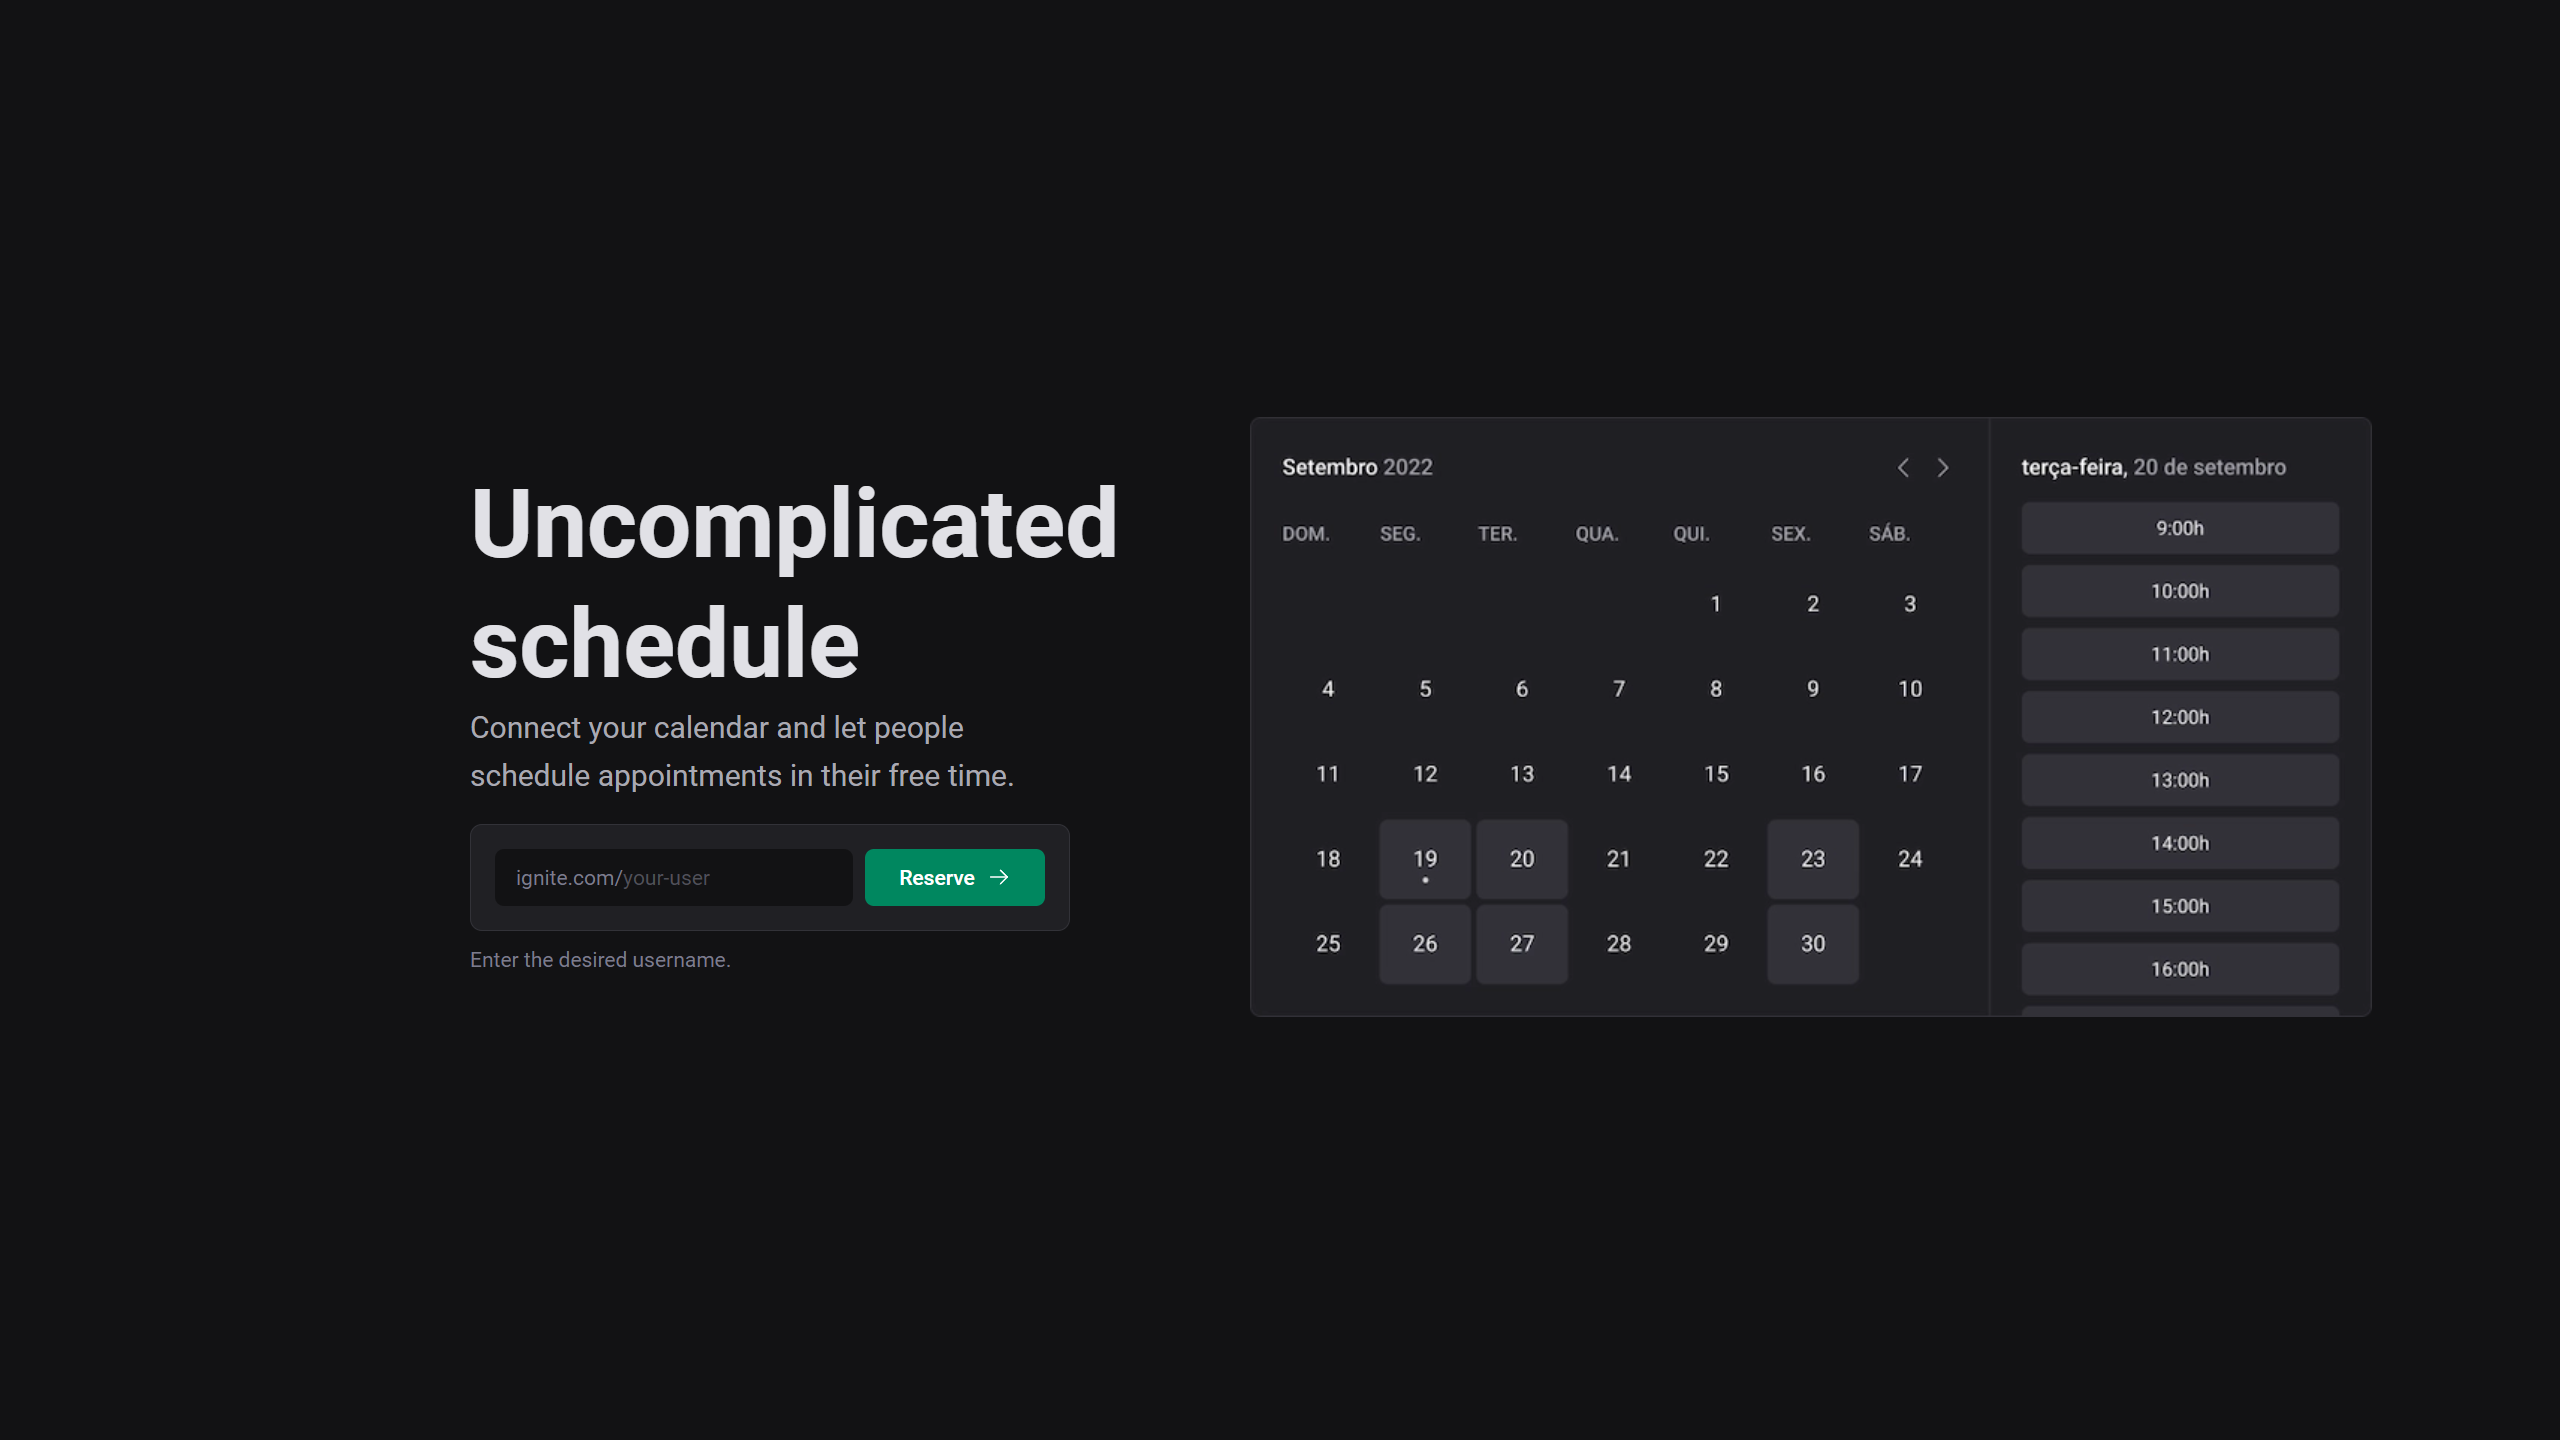 Uncomplicated
schedule
Connect your calendar and let people
schedule appointments in their free time.
ignite.com/your-user
Reserve
Enter the desired username.
Setembro 2022
DOM. SEG. TER. QUA. QUI. SEX. SÁB.
1 2 3
4 5 6 7 8 9 10
11 12 13 14 15 16 17
18 19 20 21 22 23 24
25 26 27 28 29 30
terça-feira, 20 de setembro
9:00h
10:00h
11:00h
12:00h
13:00h
14:00h
15:00h
16:00h